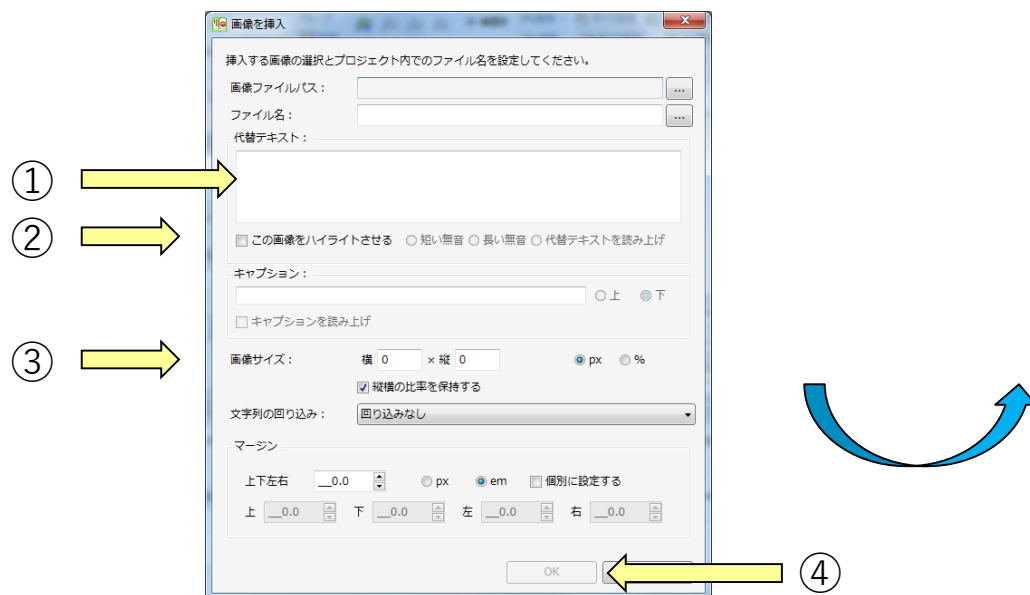 画像を挿入
挿入する画像の選択とプロジェクト内でのファイル名を設定してください。
画像ファイルパス： ...
ファイル名： ...
代替テキスト：
①
② この画像をハイライトさせる 短い無音 長い無音 代替テキストを読み上げ
キャプション：
上 下
キャプションを読み上げ
③ 画像サイズ： 横 0 × 縦 0 px %
縦横の比率を保持する
文字列の回り込み： 回り込みなし
マージン
上下左右 __0.0 px em 個別に設定する
上 __0.0 下 __0.0 左 __0.0 右 __0.0
OK ④